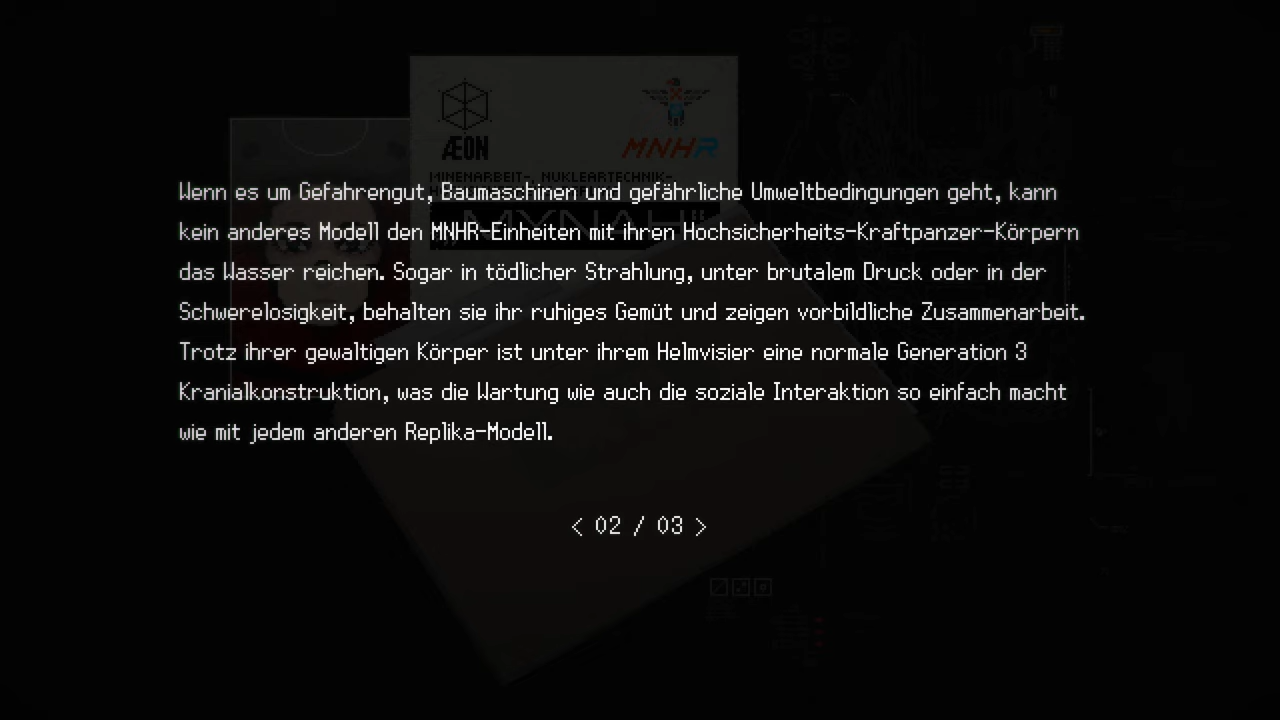 ÆON
MNHR
MINENARBEIT-, NUKLEARTECHNIK-,
MYNAH
Wenn es um Gefahrengut, Baumaschinen und gefährliche Umweltbedingungen geht, kann
kein anderes Modell den MNHR-Einheiten mit ihren Hochsicherheits-Kraftpanzer-Körpern
das Wasser reichen. Sogar in tödlicher Strahlung, unter brutalem Druck oder in der
Schwerelosigkeit, behalten sie ihr ruhiges Gemüt und zeigen vorbildliche Zusammenarbeit.
Trotz ihrer gewaltigen Körper ist unter ihrem Helmvisier eine normale Generation 3
Kranialkonstruktion, was die Wartung wie auch die soziale Interaktion so einfach macht
wie mit jedem anderen Replika-Modell.
< 02 / 03 >